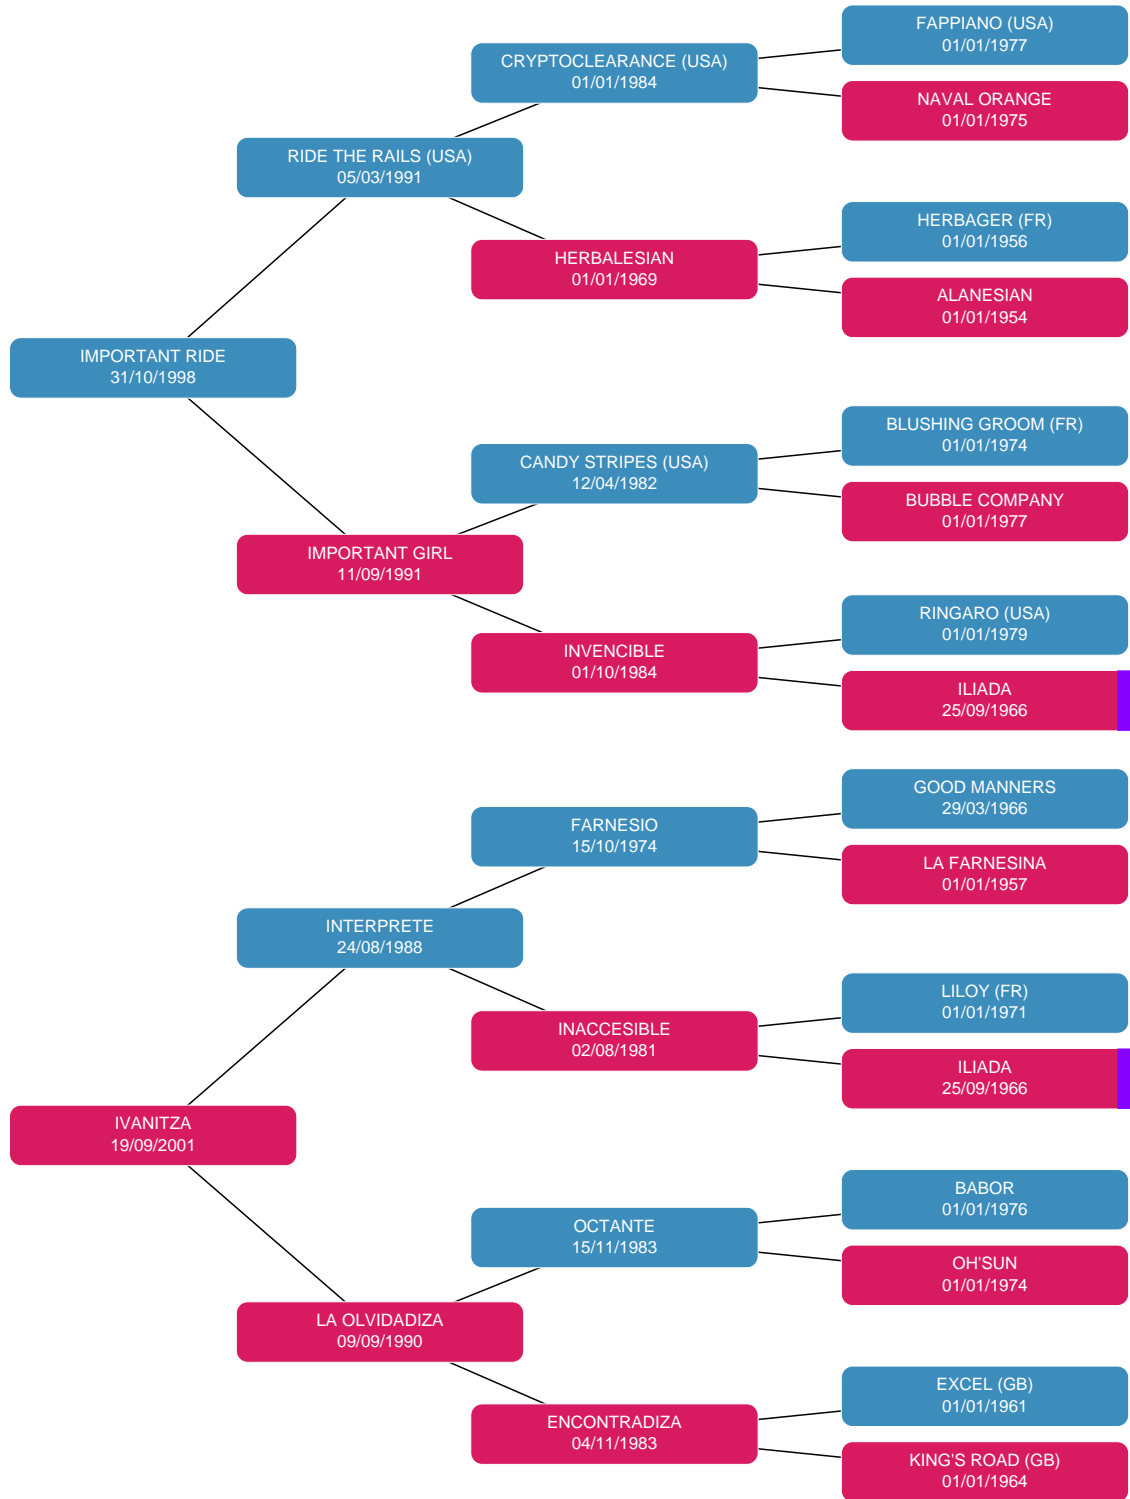 FAPPIANO (USA)
01/01/1977
CRYPTOCLEARANCE (USA)
01/01/1984
NAVAL ORANGE
01/01/1975
RIDE THE RAILS (USA)
05/03/1991
HERBAGER (FR)
01/01/1956
HERBALESIAN
01/01/1969
ALANESIAN
01/01/1954
IMPORTANT RIDE
31/10/1998
BLUSHING GROOM (FR)
01/01/1974
CANDY STRIPES (USA)
12/04/1982
BUBBLE COMPANY
01/01/1977
IMPORTANT GIRL
11/09/1991
RINGARO (USA)
01/01/1979
INVENCIBLE
01/10/1984
ILIADA
25/09/1966
GOOD MANNERS
29/03/1966
FARNESIO
15/10/1974
LA FARNESINA
01/01/1957
INTERPRETE
24/08/1988
LILOY (FR)
01/01/1971
INACCESIBLE
02/08/1981
ILIADA
25/09/1966
IVANITZA
19/09/2001
BABOR
01/01/1976
OCTANTE
15/11/1983
OH'SUN
01/01/1974
LA OLVIDADIZA
09/09/1990
EXCEL (GB)
01/01/1961
ENCONTRADIZA
04/11/1983
KING'S ROAD (GB)
01/01/1964